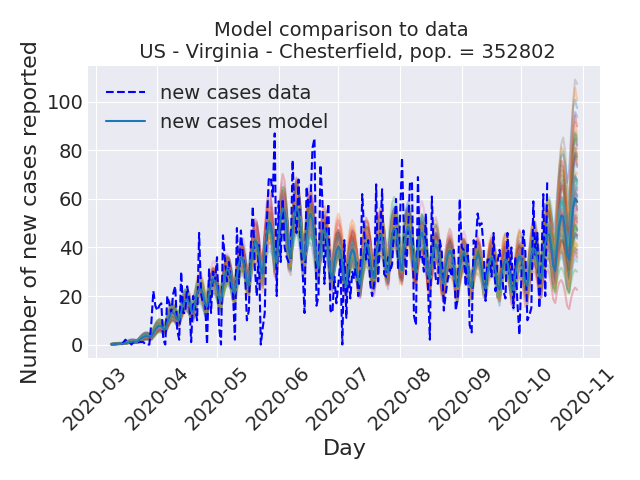 Model comparison to data
US - Virginia - Chesterfield, pop. = 352802
Number of new cases reported
100
80
60
40
20
0
new cases data
new cases model
2020-03
2020-04
2020-05
2020-06
2020-07
2020-08
2020-09
2020-10
2020-11
Day